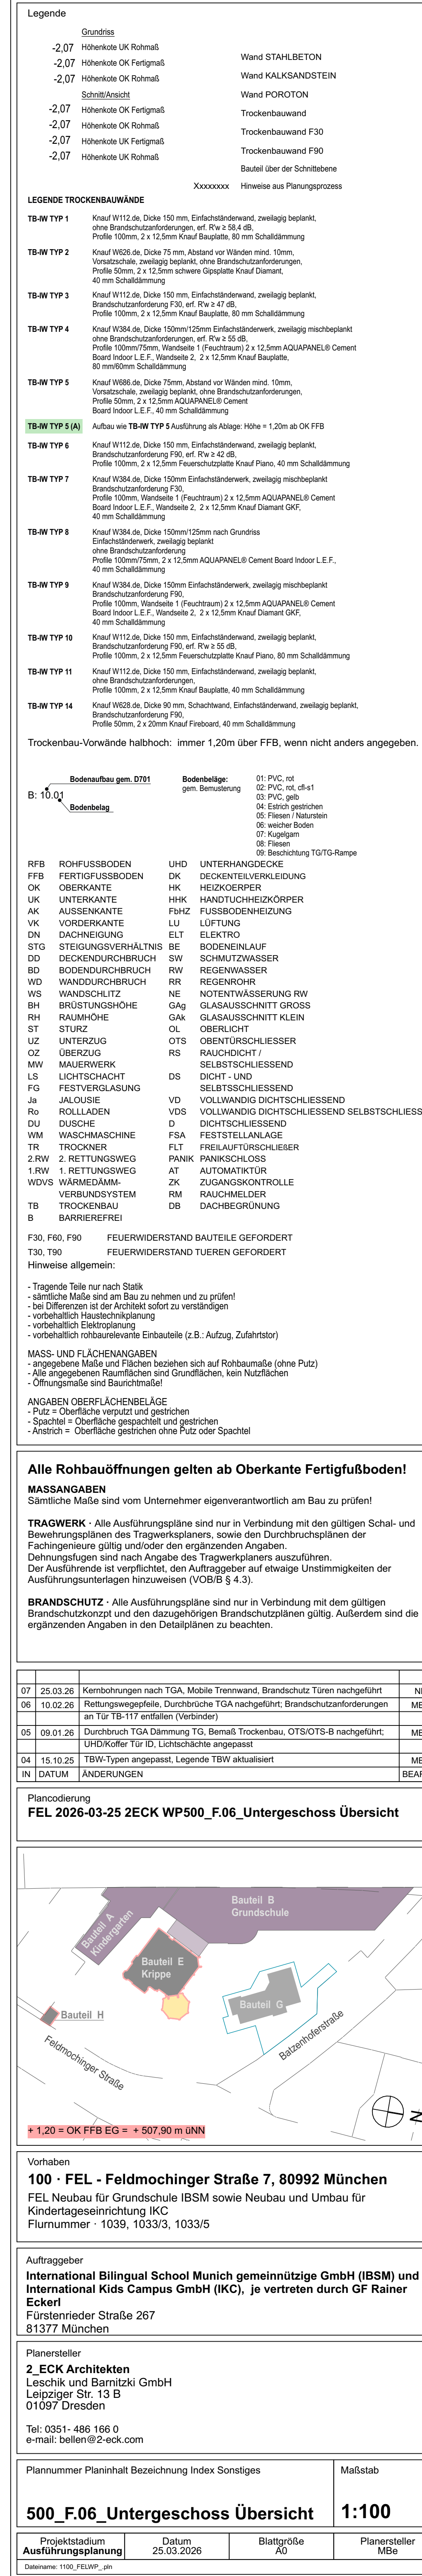 Legende
Grundriss
-2,07 Höhenkote UK Rohmaß
-2,07 Höhenkote OK Fertigmaß
-2,07 Höhenkote OK Rohmaß
Schnitt/Ansicht
-2,07 Höhenkote OK Fertigmaß
-2,07 Höhenkote OK Rohmaß
-2,07 Höhenkote UK Fertigmaß
-2,07 Höhenkote UK Rohmaß
Wand STAHLBETON
Wand KALKSANDSTEIN
Wand POROTON
Trockenbauwand
Trockenbauwand F30
Trockenbauwand F90
Bauteil über der Schnittebene
Xxxxxxxx Hinweise aus Planungsprozess
LEGENDE TROCKENBAUWÄNDE
TB-IW TYP 1 Knauf W112.de, Dicke 150 mm, Einfachständerwand, zweilagig beplankt,
ohne Brandschutzanforderungen, erf. R'w ≥ 58,4 dB,
Profile 100mm, 2 x 12,5mm Knauf Bauplatte, 80 mm Schalldämmung
TB-IW TYP 2 Knauf W626.de, Dicke 75 mm, Abstand vor Wänden mind. 10mm,
Vorsatzschale, zweilagig beplankt, ohne Brandschutzanforderungen,
Profile 50mm, 2 x 12,5mm schwere Gipsplatte Knauf Diamant,
40 mm Schalldämmung
TB-IW TYP 3 Knauf W112.de, Dicke 150 mm, Einfachständerwand, zweilagig beplankt,
Brandschutzanforderung F30, erf. R'w ≥ 47 dB,
Profile 100mm, 2 x 12,5mm Knauf Bauplatte, 80 mm Schalldämmung
TB-IW TYP 4 Knauf W384.de, Dicke 150mm/125mm Einfachständerwerk, zweilagig mischbeplankt
ohne Brandschutzanforderungen, erf. R'w ≥ 55 dB,
Profile 100mm/75mm, Wandseite 1 (Feuchtraum) 2 x 12,5mm AQUAPANEL® Cement
Board Indoor L.E.F., Wandseite 2, 2 x 12,5mm Knauf Bauplatte,
80 mm/60mm Schalldämmung
TB-IW TYP 5 Knauf W686.de, Dicke 75mm, Abstand vor Wänden mind. 10mm,
Vorsatzschale, zweilagig beplankt, ohne Brandschutzanforderungen,
Profile 50mm, 2 x 12,5mm AQUAPANEL® Cement
Board Indoor L.E.F., 40 mm Schalldämmung
TB-IW TYP 5 (A) Aufbau wie TB-IW TYP 5 Ausführung als Ablage: Höhe = 1,20m ab OK FFB
TB-IW TYP 6 Knauf W112.de, Dicke 150 mm, Einfachständerwand, zweilagig beplankt,
Brandschutzanforderung F90, erf. R'w ≥ 42 dB,
Profile 100mm, 2 x 12,5mm Feuerschutzplatte Knauf Piano, 40 mm Schalldämmung
TB-IW TYP 7 Knauf W384.de, Dicke 150mm Einfachständerwerk, zweilagig mischbeplankt
Brandschutzanforderung F30,
Profile 100mm, Wandseite 1 (Feuchtraum) 2 x 12,5mm AQUAPANEL® Cement
Board Indoor L.E.F., Wandseite 2, 2 x 12,5mm Knauf Diamant GKF,
40 mm Schalldämmung
TB-IW TYP 8 Knauf W384.de, Dicke 150mm/125mm nach Grundriss
Einfachständerwerk, zweilagig beplankt
ohne Brandschutzanforderung
Profile 100mm/75mm, 2 x 12,5mm AQUAPANEL® Cement Board Indoor L.E.F.,
40 mm Schalldämmung
TB-IW TYP 9 Knauf W384.de, Dicke 150mm Einfachständerwerk, zweilagig mischbeplankt
Brandschutzanforderung F90,
Profile 100mm, Wandseite 1 (Feuchtraum) 2 x 12,5mm AQUAPANEL® Cement
Board Indoor L.E.F., Wandseite 2, 2 x 12,5mm Knauf Diamant GKF,
40 mm Schalldämmung
TB-IW TYP 10 Knauf W112.de, Dicke 150 mm, Einfachständerwand, zweilagig beplankt,
Brandschutzanforderung F90, erf. R'w ≥ 55 dB,
Profile 100mm, 2 x 12,5mm Feuerschutzplatte Knauf Piano, 80 mm Schalldämmung
TB-IW TYP 11 Knauf W112.de, Dicke 150 mm, Einfachständerwand, zweilagig beplankt,
ohne Brandschutzanforderungen,
Profile 100mm, 2 x 12,5mm Knauf Bauplatte, 40 mm Schalldämmung
TB-IW TYP 14 Knauf W628.de, Dicke 90 mm, Schachtwand, Einfachständerwand, zweilagig beplankt,
Brandschutzanforderung F90,
Profile 50mm, 2 x 20mm Knauf Fireboard, 40 mm Schalldämmung
Trockenbau-Vorwände halbhoch: immer 1,20m über FFB, wenn nicht anders angegeben.
Bodenaufbau gem. D701
B: 10.01
Bodenbelag
Bodenbeläge:
gem. Bemusterung
01: PVC, rot
02: PVC, rot, cfl-s1
03: PVC, gelb
04: Estrich gestrichen
05: Fliesen / Naturstein
06: weicher Boden
07: Kugelgarn
08: Fliesen
09: Beschichtung TG/TG-Rampe
RFB ROHFUSSBODEN UHD UNTERHANGDECKE
FFB FERTIGFUSSBODEN DK DECKENTEILVERKLEIDUNG
OK OBERKANTE HK HEIZKOERPER
UK UNTERKANTE HHK HANDTUCHHEIZKÖRPER
AK AUSSENKANTE FbHZ FUSSBODENHEIZUNG
VK VORDERKANTE LU LÜFTUNG
DN DACHNEIGUNG ELT ELEKTRO
STG STEIGUNGSVERHÄLTNIS BE BODENEINLAUF
DD DECKENDURCHBRUCH SW SCHMUTZWASSER
BD BODENDURCHBRUCH RW REGENWASSER
WD WANDDURCHBRUCH RR REGENROHR
WS WANDSCHLITZ NE NOTENTWÄSSERUNG RW
BH BRÜSTUNGSHÖHE GAg GLASAUSSCHNITT GROSS
RH RAUMHÖHE GAk GLASAUSSCHNITT KLEIN
ST STURZ OL OBERLICHT
UZ UNTERZUG OTS OBENTÜRSCHLIESSER
OZ ÜBERZUG RS RAUCHDICHT /
MW MAUERWERK SELBSTSCHLIESSEND
LS LICHTSCHACHT DS DICHT - UND
FG FESTVERGLASUNG SELBTSSCHLIESSEND
Ja JALOUSIE VD VOLLWANDIG DICHTSCHLIESSEND
Ro ROLLLADEN VDS VOLLWANDIG DICHTSCHLIESSEND SELBSTSCHLIESS
DU DUSCHE D DICHTSCHLIESSEND
WM WASCHMASCHINE FSA FESTSTELLANLAGE
TR TROCKNER FLT FREILAUFTÜRSCHLIEßER
2.RW 2. RETTUNGSWEG PANIK PANIKSCHLOSS
1.RW 1. RETTUNGSWEG AT AUTOMATIKTÜR
WDVS WÄRMEDÄMM- ZK ZUGANGSKONTROLLE
VERBUNDSYSTEM RM RAUCHMELDER
TB TROCKENBAU DB DACHBEGRÜNUNG
B BARRIEREFREI
F30, F60, F90 FEUERWIDERSTAND BAUTEILE GEFORDERT
T30, T90 FEUERWIDERSTAND TUEREN GEFORDERT
Hinweise allgemein:
- Tragende Teile nur nach Statik
- sämtliche Maße sind am Bau zu nehmen und zu prüfen!
- bei Differenzen ist der Architekt sofort zu verständigen
- vorbehaltlich Haustechnikplanung
- vorbehaltlich Elektroplanung
- vorbehaltlich rohbaurelevante Einbauteile (z.B.: Aufzug, Zufahrtstor)
MASS- UND FLÄCHENANGABEN
- angegebene Maße und Flächen beziehen sich auf Rohbaumaße (ohne Putz)
- Alle angegebenen Raumflächen sind Grundflächen, kein Nutzflächen
- Öffnungsmaße sind Baurichtmaße!
ANGABEN OBERFLÄCHENBELÄGE
- Putz = Oberfläche verputzt und gestrichen
- Spachtel = Oberfläche gespachtelt und gestrichen
- Anstrich = Oberfläche gestrichen ohne Putz oder Spachtel
Alle Rohbauöffnungen gelten ab Oberkante Fertigfußboden!
MASSANGABEN
Sämtliche Maße sind vom Unternehmer eigenverantwortlich am Bau zu prüfen!
TRAGWERK · Alle Ausführungspläne sind nur in Verbindung mit den gültigen Schal- und
Bewehrungsplänen des Tragwerksplaners, sowie den Durchbruchsplänen der
Fachingenieure gültig und/oder den ergänzenden Angaben.
Dehnungsfugen sind nach Angabe des Tragwerkplaners auszuführen.
Der Ausführende ist verpflichtet, den Auftraggeber auf etwaige Unstimmigkeiten der
Ausführungsunterlagen hinzuweisen (VOB/B § 4.3).
BRANDSCHUTZ · Alle Ausführungspläne sind nur in Verbindung mit dem gültigen
Brandschutzkonzpt und den dazugehörigen Brandschutzplänen gültig. Außerdem sind die
ergänzenden Angaben in den Detailplänen zu beachten.
07 25.03.26 Kernbohrungen nach TGA, Mobile Trennwand, Brandschutz Türen nachgeführt
06 10.02.26 Rettungswegepfeile, Durchbrüche TGA nachgeführt; Brandschutzanforderungen
an Tür TB-117 entfallen (Verbinder)
05 09.01.26 Durchbruch TGA Dämmung TG, Bemaß Trockenbau, OTS/OTS-B nachgeführt;
UHD/Koffer Tür ID, Lichtschächte angepasst
04 15.10.25 TBW-Typen angepasst, Legende TBW aktualisiert
IN DATUM ÄNDERUNGEN BEAR
Plancodierung
FEL 2026-03-25 2ECK WP500_F.06_Untergeschoss Übersicht
Bauteil B
Grundschule
Bauteil A
Kindergarten
Bauteil E
Krippe
Bauteil G
Bauteil H
Feldmochinger Straße
Batzenhoferstraße
N
+ 1,20 = OK FFB EG = + 507,90 m üNN
Vorhaben
100 · FEL - Feldmochinger Straße 7, 80992 München
FEL Neubau für Grundschule IBSM sowie Neubau und Umbau für
Kindertageseinrichtung IKC
Flurnummer · 1039, 1033/3, 1033/5
Auftraggeber
International Bilingual School Munich gemeinnützige GmbH (IBSM) und
International Kids Campus GmbH (IKC), je vertreten durch GF Rainer
Eckerl
Fürstenrieder Straße 267
81377 München
Planersteller
2_ECK Architekten
Leschik und Barnitzki GmbH
Leipziger Str. 13 B
01097 Dresden
Tel: 0351- 486 166 0
e-mail: bellen@2-eck.com
Plannummer Planinhalt Bezeichnung Index Sonstiges
500_F.06_Untergeschoss Übersicht
Maßstab
1:100
Projektstadium Datum Blattgröße Planersteller
Ausführungsplanung 25.03.2026 A0 MBe
Dateiname: 1100_FELWP_.pln